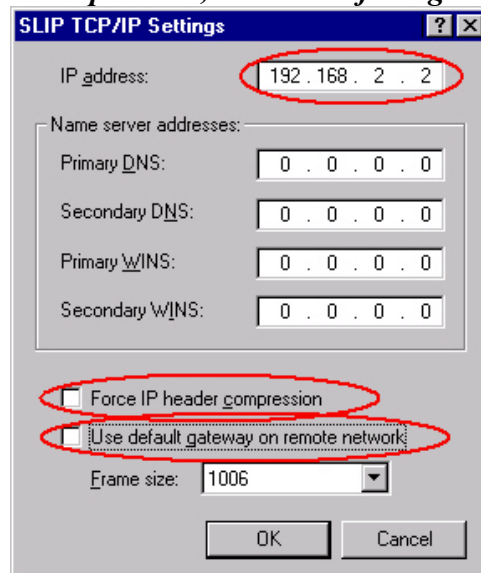 SLIP TCP/IP Settings
IP address: 192 . 168 . 2 . 2
Name server addresses:
Primary DNS: 0 . 0 . 0 . 0
Secondary DNS: 0 . 0 . 0 . 0
Primary WINS: 0 . 0 . 0 . 0
Secondary WINS: 0 . 0 . 0 . 0
Force IP header compression
Use default gateway on remote network
Frame size: 1006
OK Cancel